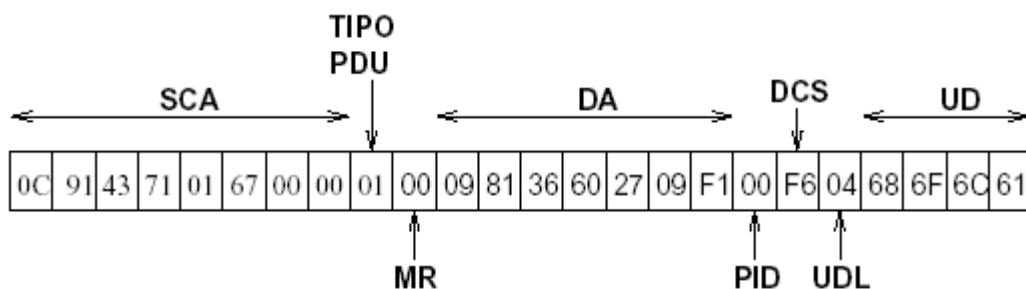 TIPO
PDU
SCA
DA
DCS
UD
0C 91 43 71 01 67 00 00 01 00 09 81 36 60 27 09 F1 00 F6 04 68 6F 6C 61
MR
PID
UDL